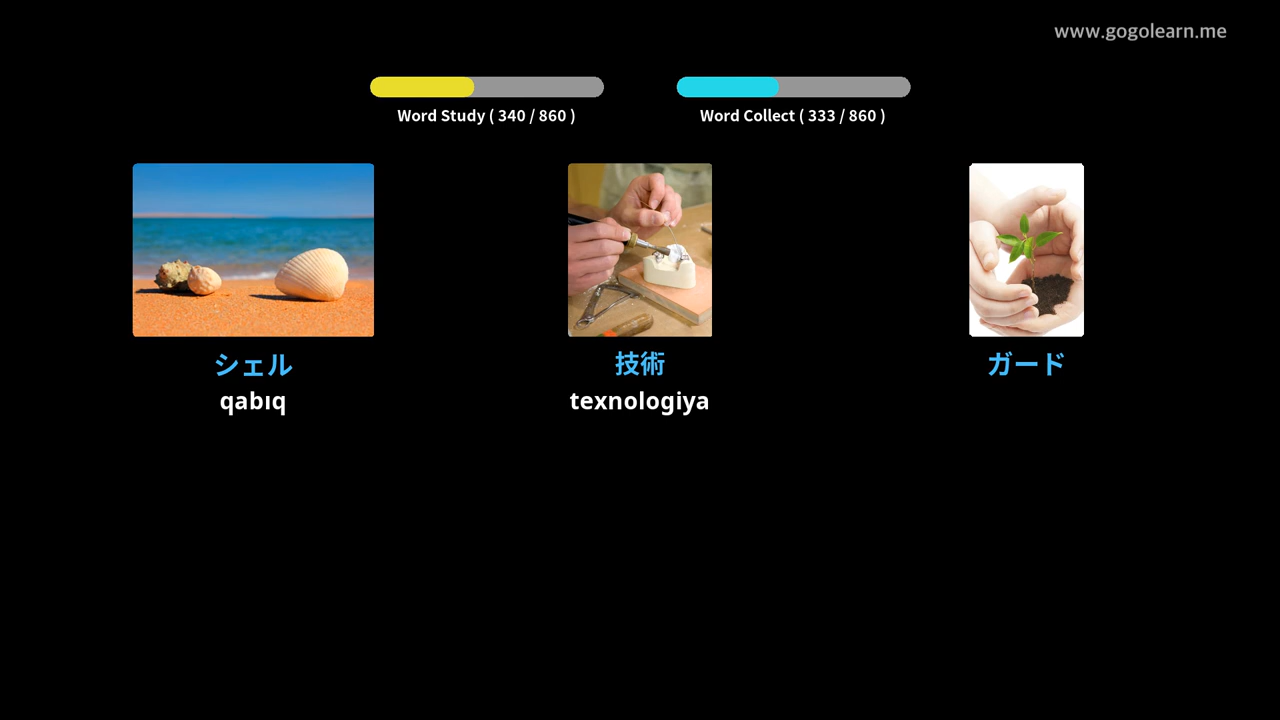 www.gogolearn.me
Word Study ( 340 / 860 )
Word Collect ( 333 / 860 )
シェル
技術
ガード
qabıq
texnologiya